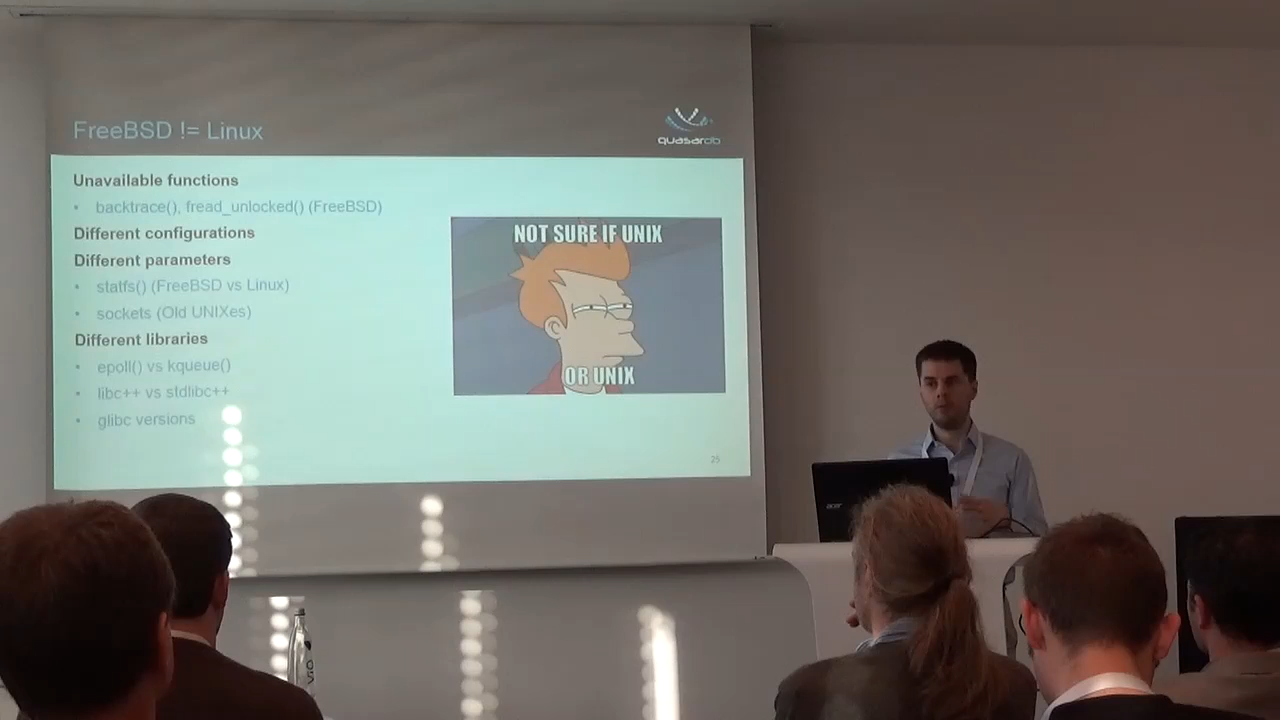 FreeBSD != Linux
quasardb
Unavailable functions
• backtrace(), fread_unlocked() (FreeBSD)
Different configurations
Different parameters
• statfs() (FreeBSD vs Linux)
• sockets (Old UNIXes)
Different libraries
• epoll() vs kqueue()
• libc++ vs stdlibc++
• glibc versions
NOT SURE IF UNIX
OR UNIX
25
acer